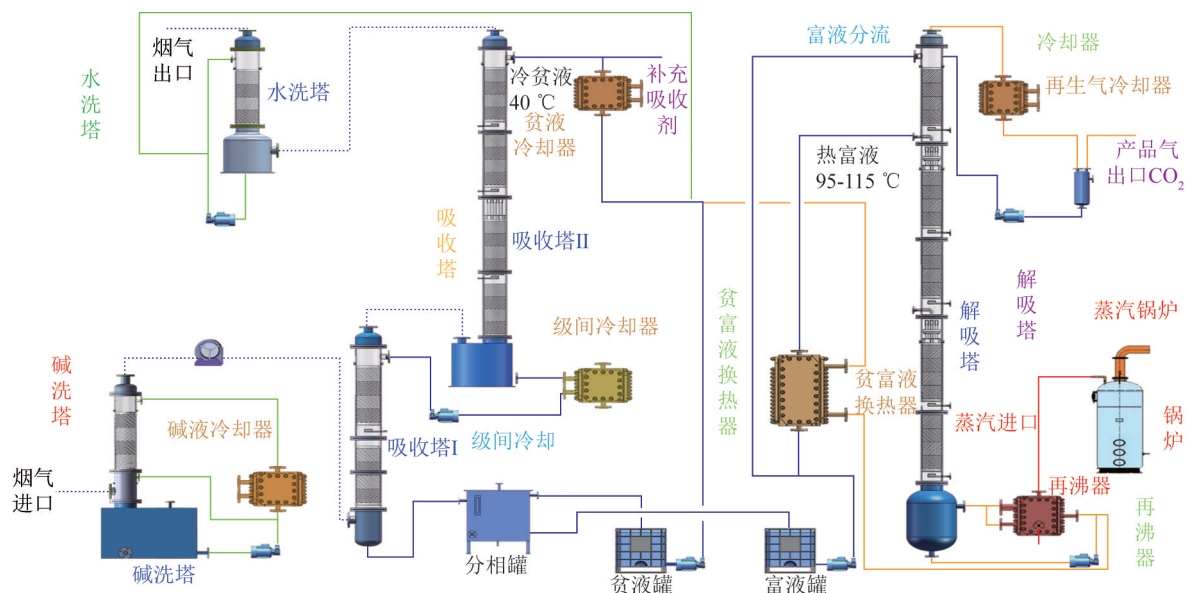 烟气
出口
水洗塔
水洗塔
冷贫液
40 ℃
贫液
冷却器
补充
吸收
剂
富液分流
冷却器
再生气冷却器
热富液
95-115 ℃
产品气
出口CO₂
吸收塔
吸收塔II
级间冷却器
贫富液换热器
贫富液
换热器
解吸塔
解吸塔
蒸汽锅炉
锅炉
蒸汽进口
再沸器
再沸器
碱洗塔
碱液冷却器
吸收塔I
级间冷却
烟气
进口
碱洗塔
分相罐
贫液罐
富液罐